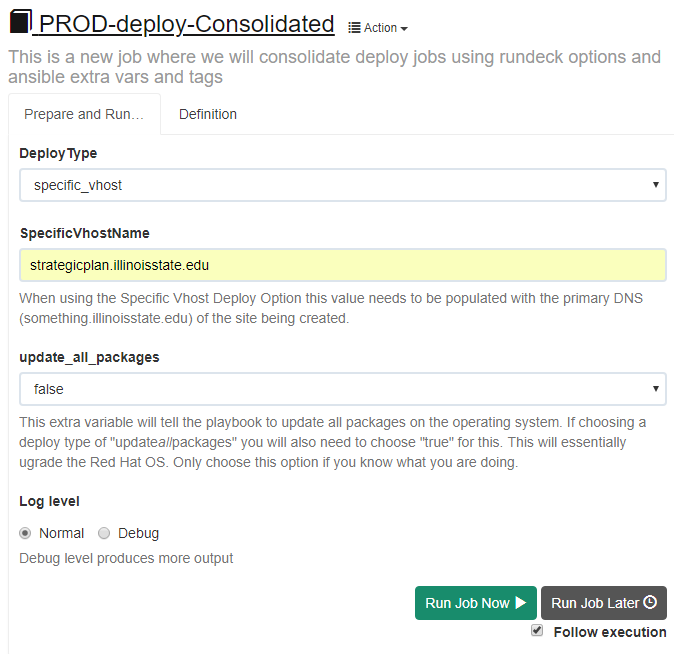 PROD-deploy-Consolidated Action
This is a new job where we will consolidate deploy jobs using rundeck options and
ansible extra vars and tags
Prepare and Run… Definition
DeployType
specific_vhost
SpecificVhostName
strategicplan.illinoisstate.edu
When using the Specific Vhost Deploy Option this value needs to be populated with the primary DNS
(something.illinoisstate.edu) of the site being created.
update_all_packages
false
This extra variable will tell the playbook to update all packages on the operating system. If choosing a
deploy type of "updateallpackages" you will also need to choose "true" for this. This will essentially
ugrade the Red Hat OS. Only choose this option if you know what you are doing.
Log level
Normal Debug
Debug level produces more output
Run Job Now Run Job Later
Follow execution